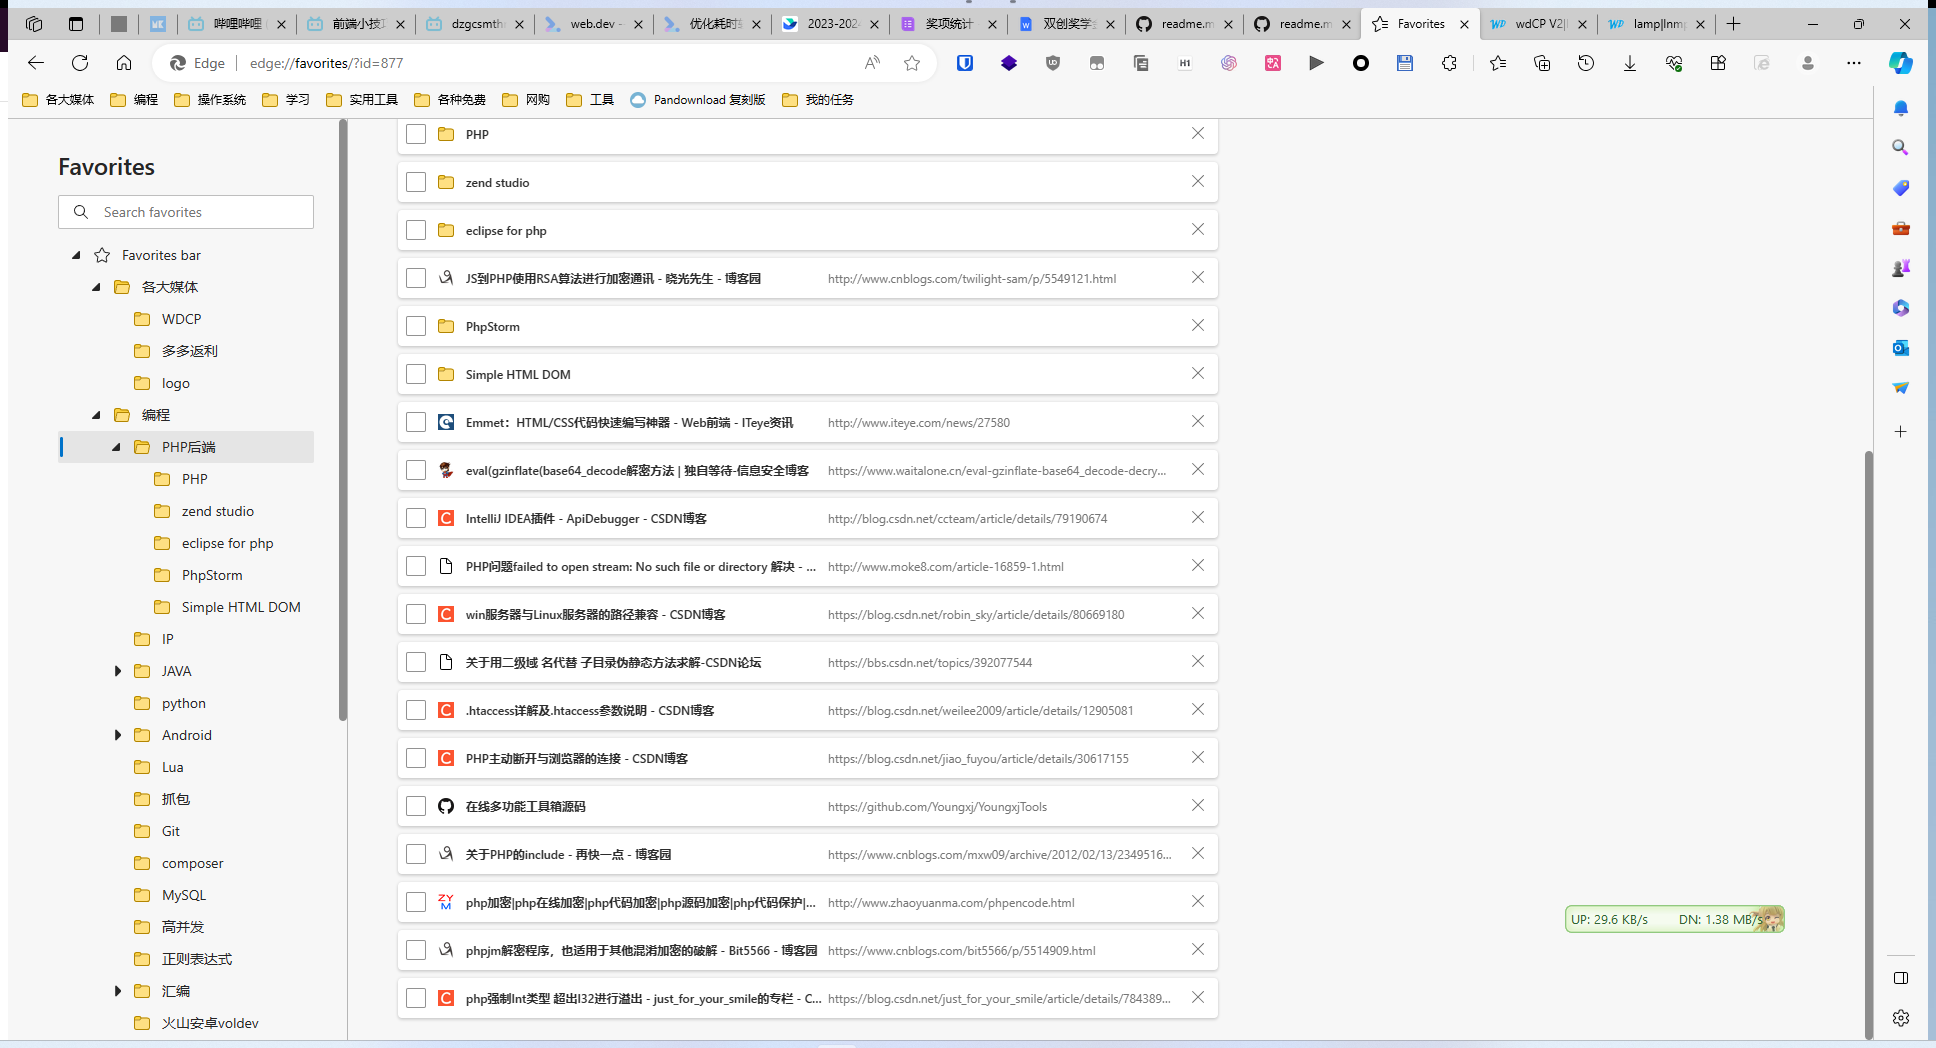 哔哩哔哩
前端小技巧
dzgcsmthr
web.dev
优化耗时
2023-202
奖项统计
双创奖学金
readme.m
readme.m
Favorites
wdCP V2|
lamp|lnmp
Edge
edge://favorites/?id=877
各大媒体
编程
操作系统
学习
实用工具
各种免费
网购
工具
Pandownload 复刻版
我的任务
Favorites
Search favorites
Favorites bar
各大媒体
WDCP
多多返利
logo
编程
PHP后端
PHP
zend studio
eclipse for php
PhpStorm
Simple HTML DOM
IP
JAVA
python
Android
Lua
抓包
Git
composer
MySQL
高并发
正则表达式
汇编
火山安卓voldev
PHP
zend studio
eclipse for php
JS到PHP使用RSA算法进行加密通讯 - 晓光先生 - 博客园 http://www.cnblogs.com/twilight-sam/p/5549121.html
PhpStorm
Simple HTML DOM
Emmet：HTML/CSS代码快速编写神器 - Web前端 - ITeye资讯 http://www.iteye.com/news/27580
eval(gzinflate(base64_decode解密方法 | 独自等待-信息安全博客 https://www.waitalone.cn/eval-gzinflate-base64_decode-decry...
IntelliJ IDEA插件 - ApiDebugger - CSDN博客 http://blog.csdn.net/ccteam/article/details/79190674
PHP问题failed to open stream: No such file or directory 解决 - ... http://www.moke8.com/article-16859-1.html
win服务器与Linux服务器的路径兼容 - CSDN博客 https://blog.csdn.net/robin_sky/article/details/80669180
关于用二级域 名代替 子目录伪静态方法求解-CSDN论坛 https://bbs.csdn.net/topics/392077544
.htaccess详解及.htaccess参数说明 - CSDN博客 https://blog.csdn.net/weilee2009/article/details/12905081
PHP主动断开与浏览器的连接 - CSDN博客 https://blog.csdn.net/jiao_fuyou/article/details/30617155
在线多功能工具箱源码 https://github.com/Youngxj/YoungxjTools
关于PHP的include - 再快一点 - 博客园 https://www.cnblogs.com/mxw09/archive/2012/02/13/2349516...
php加密|php在线加密|php代码加密|php源码加密|php代码保护|... http://www.zhaoyuanma.com/phpencode.html
phpjm解密程序，也适用于其他混淆加密的破解 - Bit5566 - 博客园 https://www.cnblogs.com/bit5566/p/5514909.html
php强制Int类型 超出I32进行溢出 - just_for_your_smile的专栏 - C... https://blog.csdn.net/just_for_your_smile/article/details/784389...
UP: 29.6 KB/s DN: 1.38 MB/s